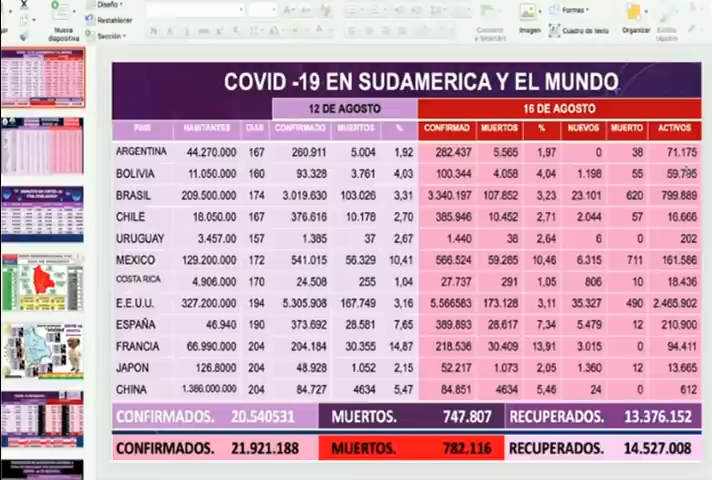 Diseño
Restablecer
Nueva
diapositiva
Sección
Formas
Imagen
Cuadro de texto
Organizar
COVID -19 EN SUDAMERICA Y EL MUNDO
12 DE AGOSTO 16 DE AGOSTO
PAIS HABITANTES DIAS CONFIRMADO MUERTOS % CONFIRMAD MUERTOS % NUEVOS MUERTO ACTIVOS
ARGENTINA 44.270.000 167 260.911 5.004 1,92 282.437 5.565 1,97 0 38 71.175
BOLIVIA 11.050.000 160 93.328 3.761 4,03 100.344 4.058 4,04 1.198 55 59.795
BRASIL 209.500.000 174 3.019.630 103.026 3,31 3.340.197 107.852 3,23 23.101 620 799.889
CHILE 18.050.00 167 376.616 10.178 2,70 385.946 10.452 2,71 2.044 57 16.666
URUGUAY 3.457.00 157 1.385 37 2,67 1.440 38 2,64 6 0 202
MEXICO 129.200.000 172 541.015 56.329 10,41 566.524 59.285 10,46 6.315 711 161.586
COSTA RICA 4.906.000 170 24.508 255 1,04 27.737 291 1,05 806 10 18.436
E.E.U.U. 327.200.000 194 5.305.908 167.749 3,16 5.566583 173.128 3,11 35.327 490 2.465.902
ESPAÑA 46.940 190 373.692 28.581 7,65 389.893 28.617 7,34 5.479 12 210.900
FRANCIA 66.990.000 204 204.184 30.355 14,87 218.536 30.409 13,91 3.015 0 94.411
JAPON 126.8000 204 48.928 1.052 2,15 52.217 1.073 2,05 1.360 12 13.665
CHINA 1.386.000.000 204 84.727 4634 5,47 84.851 4634 5,46 24 0 612
CONFIRMADOS. 20.540531 MUERTOS. 747.807 RECUPERADOS. 13.376.152
CONFIRMADOS. 21.921.188 MUERTOS. 782.116 RECUPERADOS. 14.527.008